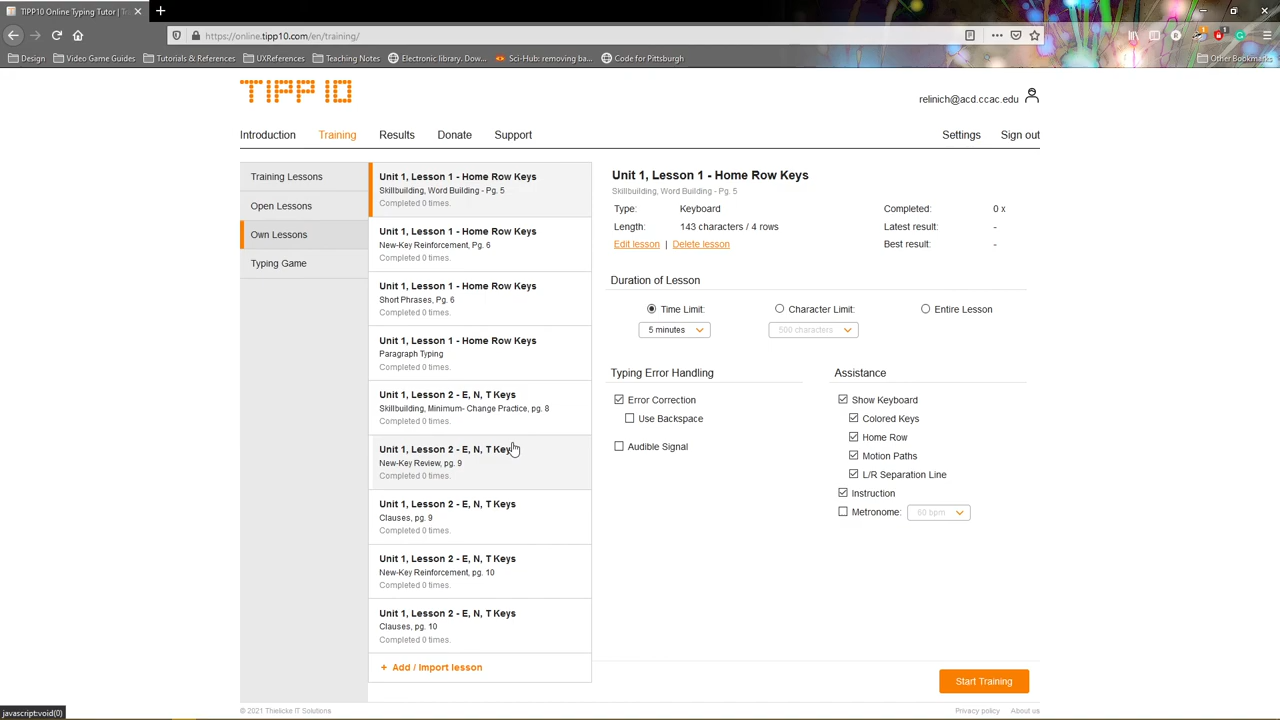 TIPP10 Online Typing Tutor | Tr
https://online.tipp10.com/en/training/
Design
Video Game Guides
Tutorials & References
UXReferences
Teaching Notes
Electronic library. Dow...
Sci-Hub: removing ba...
Code for Pittsburgh
Other Bookmarks
TIPP10
relinich@acd.ccac.edu
Introduction
Training
Results
Donate
Support
Settings
Sign out
Training Lessons
Open Lessons
Own Lessons
Typing Game
Unit 1, Lesson 1 - Home Row Keys
Skillbuilding, Word Building - Pg. 5
Completed 0 times.
Unit 1, Lesson 1 - Home Row Keys
New-Key Reinforcement, Pg. 6
Completed 0 times.
Unit 1, Lesson 1 - Home Row Keys
Short Phrases, Pg. 6
Completed 0 times.
Unit 1, Lesson 1 - Home Row Keys
Paragraph Typing
Completed 0 times.
Unit 1, Lesson 2 - E, N, T Keys
Skillbuilding, Minimum- Change Practice, pg. 8
Completed 0 times.
Unit 1, Lesson 2 - E, N, T Keys
New-Key Review, pg. 9
Completed 0 times.
Unit 1, Lesson 2 - E, N, T Keys
Clauses, pg. 9
Completed 0 times.
Unit 1, Lesson 2 - E, N, T Keys
New-Key Reinforcement, pg. 10
Completed 0 times.
Unit 1, Lesson 2 - E, N, T Keys
Clauses, pg. 10
Completed 0 times.
+ Add / Import lesson
Unit 1, Lesson 1 - Home Row Keys
Skillbuilding, Word Building - Pg. 5
Type: Keyboard
Completed: 0 x
Length: 143 characters / 4 rows
Latest result: -
Edit lesson | Delete lesson
Best result: -
Duration of Lesson
Time Limit:
Character Limit:
Entire Lesson
5 minutes
500 characters
Typing Error Handling
Error Correction
Use Backspace
Audible Signal
Assistance
Show Keyboard
Colored Keys
Home Row
Motion Paths
L/R Separation Line
Instruction
Metronome: 60 bpm
Start Training
© 2021 Thielicke IT Solutions
Privacy policy
About us
javascript:void(0)